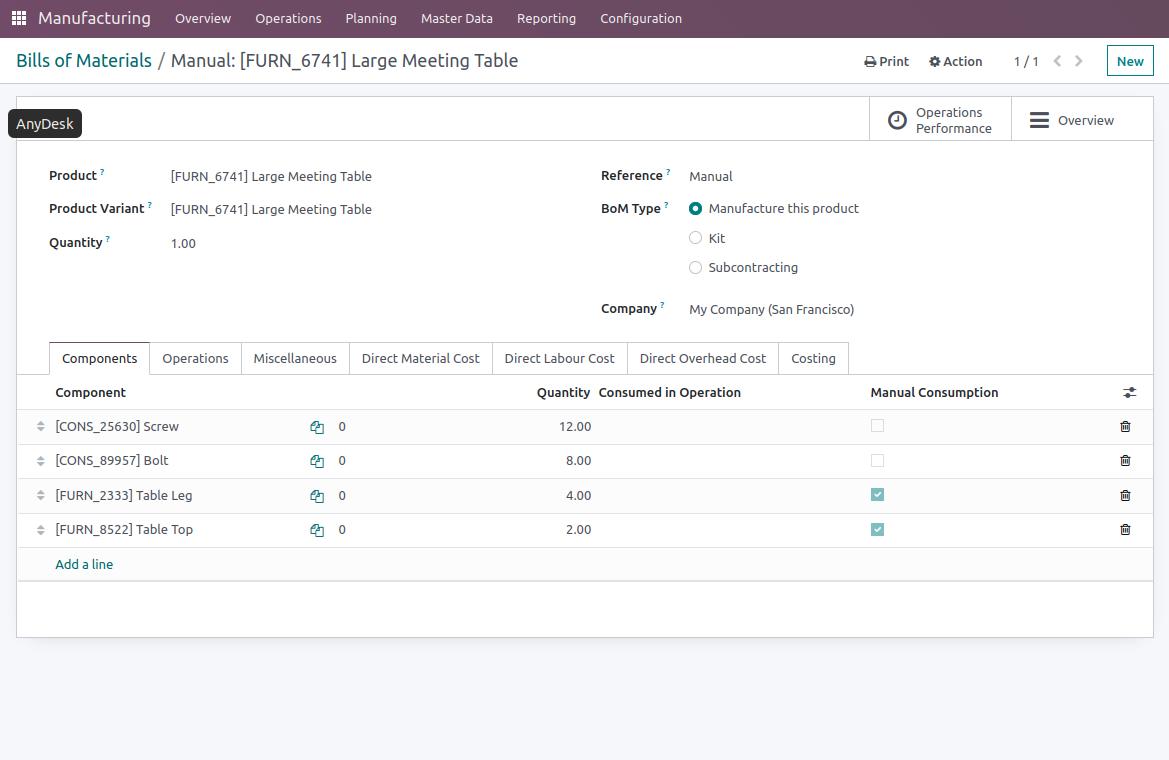 Manufacturing Overview Operations Planning Master Data Reporting Configuration
Bills of Materials / Manual: [FURN_6741] Large Meeting Table Print Action 1 / 1 New
AnyDesk
Operations Performance
Overview
Product ? [FURN_6741] Large Meeting Table
Product Variant ? [FURN_6741] Large Meeting Table
Quantity ? 1.00
Reference ? Manual
BoM Type ? Manufacture this product
Kit
Subcontracting
Company ? My Company (San Francisco)
Components Operations Miscellaneous Direct Material Cost Direct Labour Cost Direct Overhead Cost Costing
Component Quantity Consumed in Operation Manual Consumption
[CONS_25630] Screw 0 12.00
[CONS_89957] Bolt 0 8.00
[FURN_2333] Table Leg 0 4.00
[FURN_8522] Table Top 0 2.00
Add a line